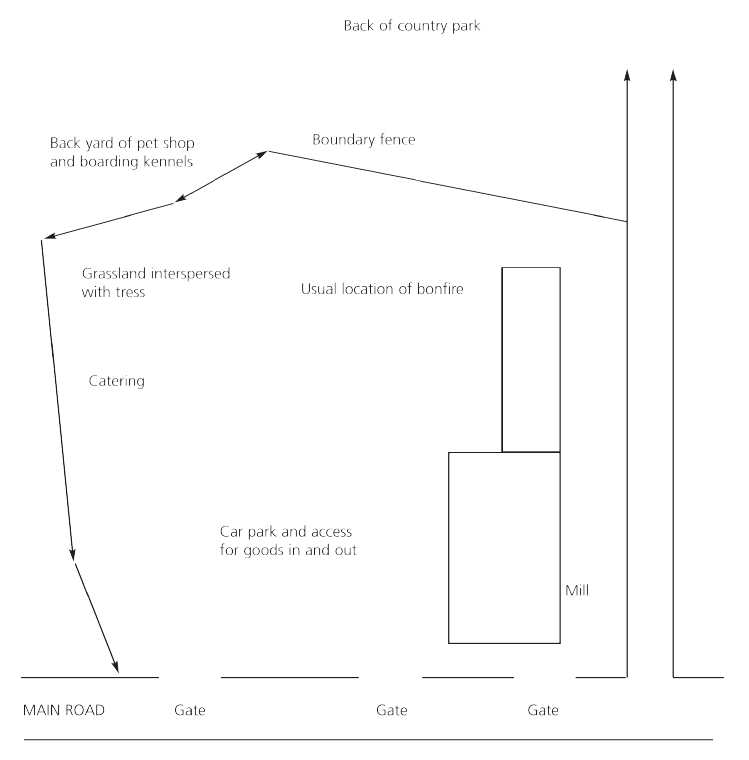 Back of country park
Boundary fence
Back yard of pet shop
and boarding kennels
Grassland interspersed
with tress
Usual location of bonfire
Catering
Car park and access
for goods in and out
Mill
MAIN ROAD
Gate
Gate
Gate